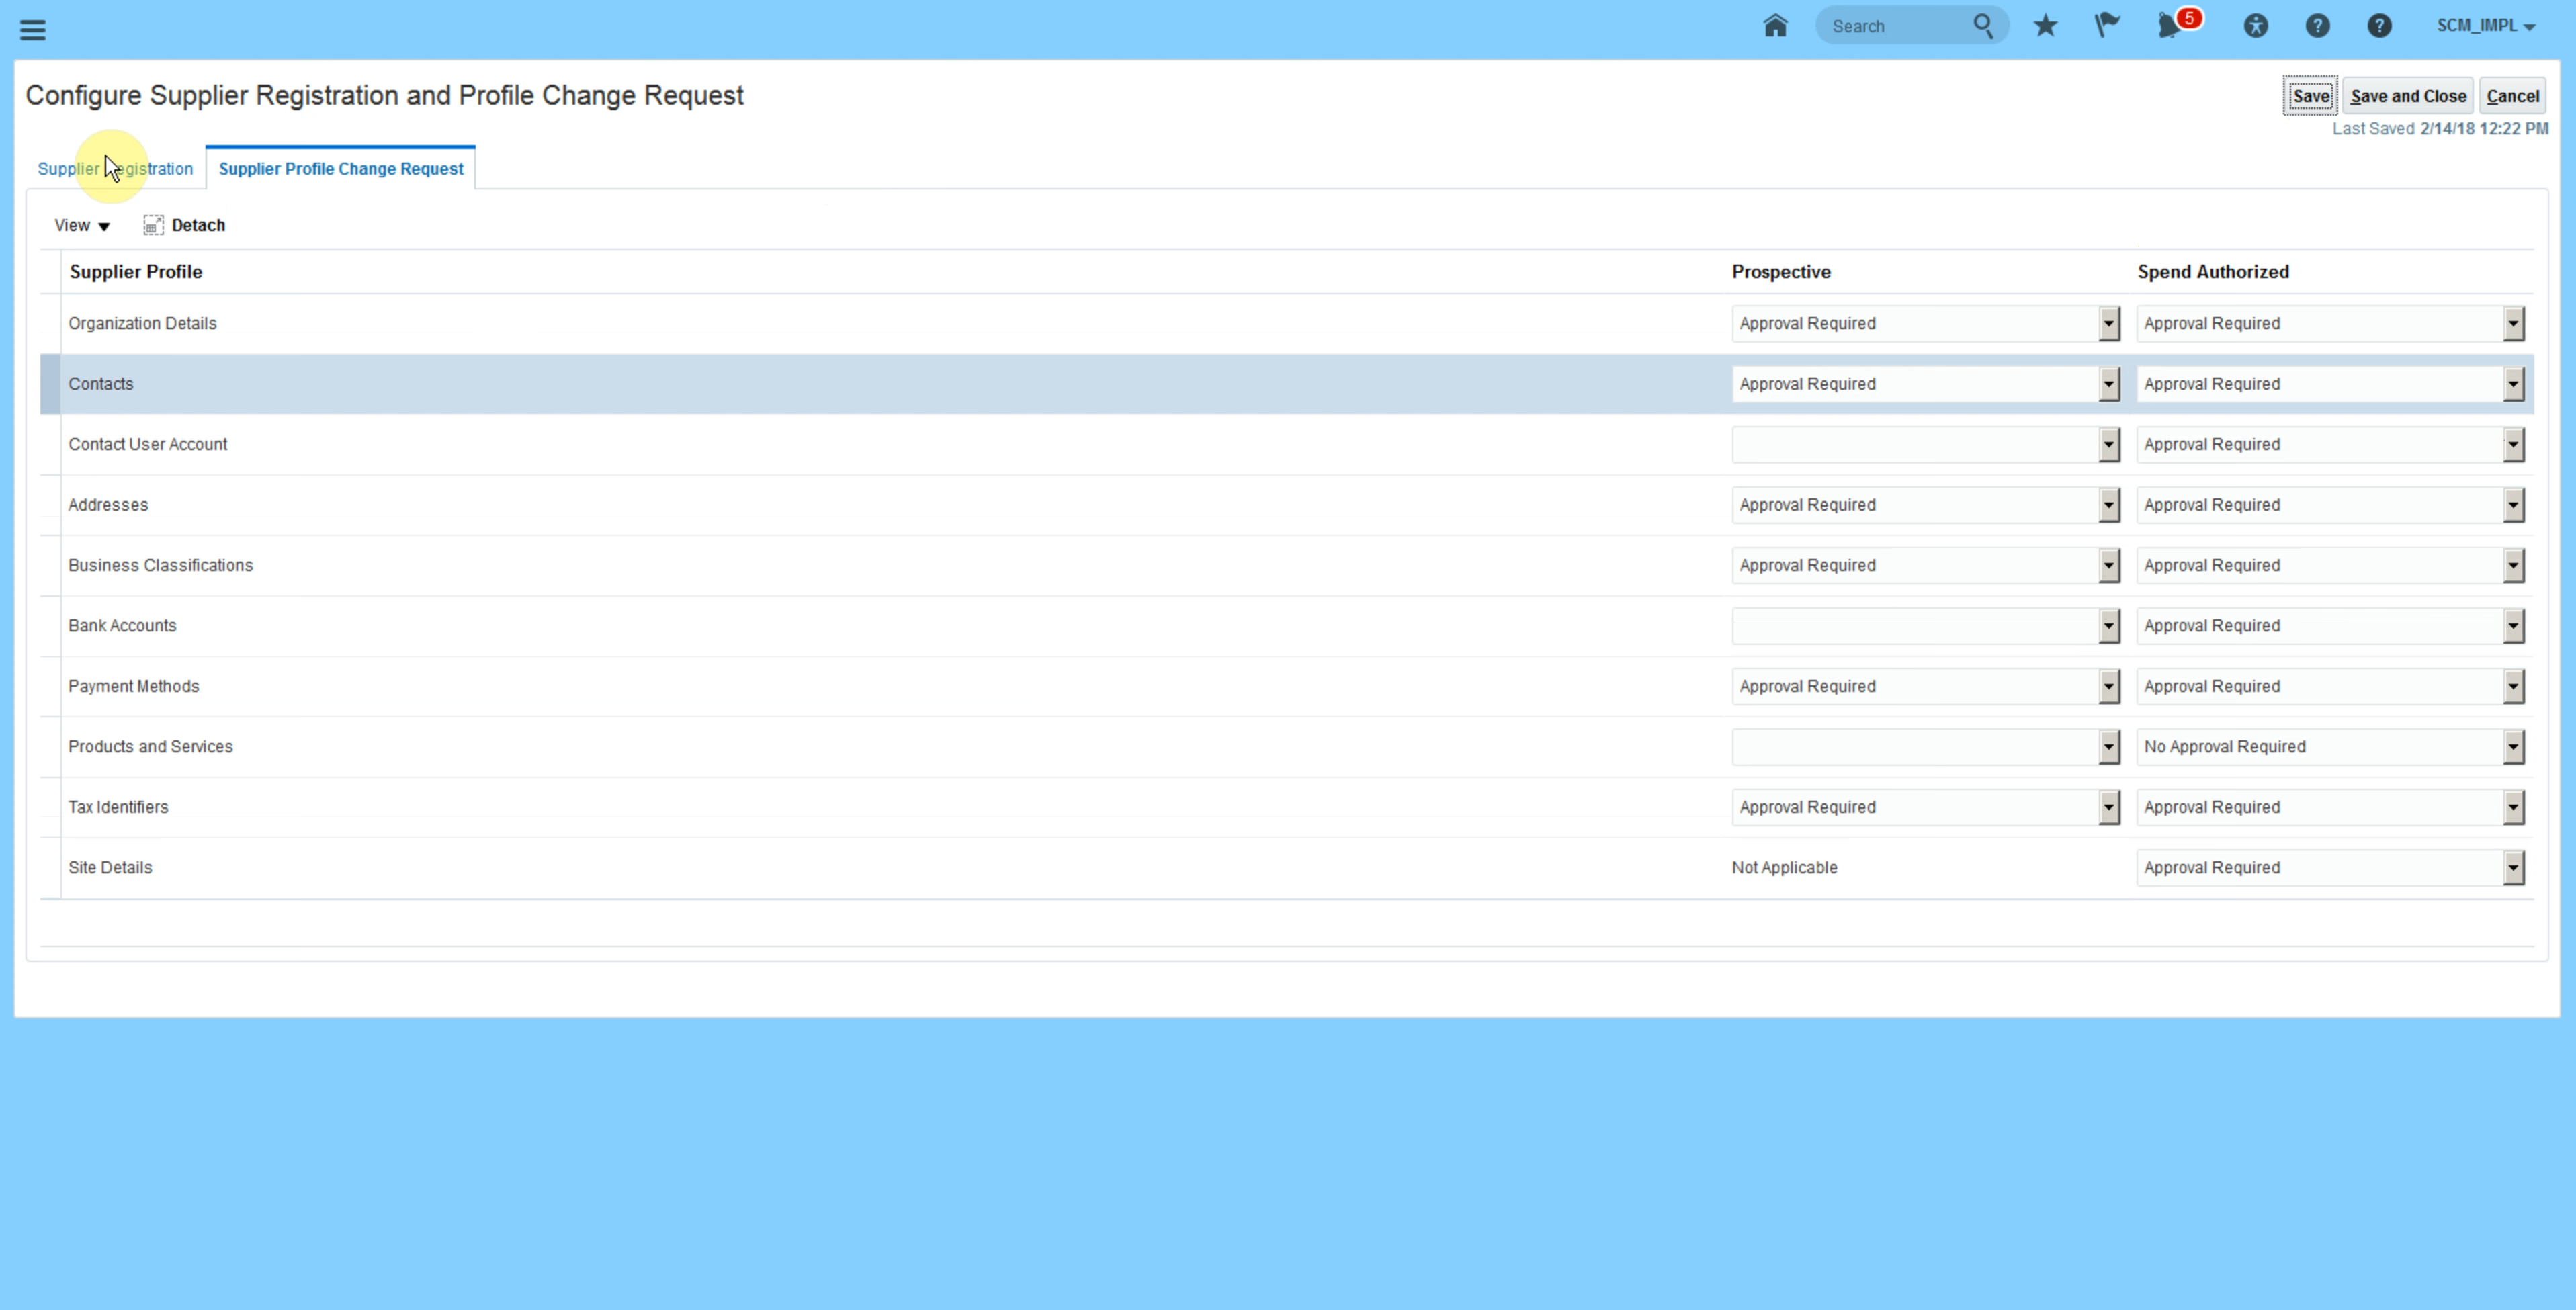 Search
5
SCM_IMPL
Configure Supplier Registration and Profile Change Request
Save Save and Close Cancel
Last Saved 2/14/18 12:22 PM
Supplier Registration Supplier Profile Change Request
View Detach
Supplier Profile Prospective Spend Authorized
Organization Details Approval Required Approval Required
Contacts Approval Required Approval Required
Contact User Account Approval Required
Addresses Approval Required Approval Required
Business Classifications Approval Required Approval Required
Bank Accounts Approval Required
Payment Methods Approval Required Approval Required
Products and Services No Approval Required
Tax Identifiers Approval Required Approval Required
Site Details Not Applicable Approval Required